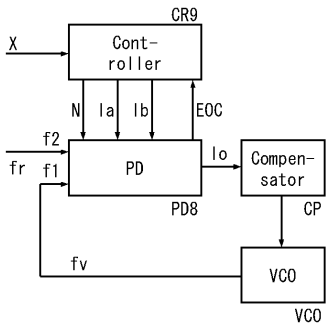 CR9
X
Cont-
roller
N
Ia
Ib
EOC
f2
fr
f1
PD
Io
Compen-
sator
PD8
CP
fv
VCO
VCO